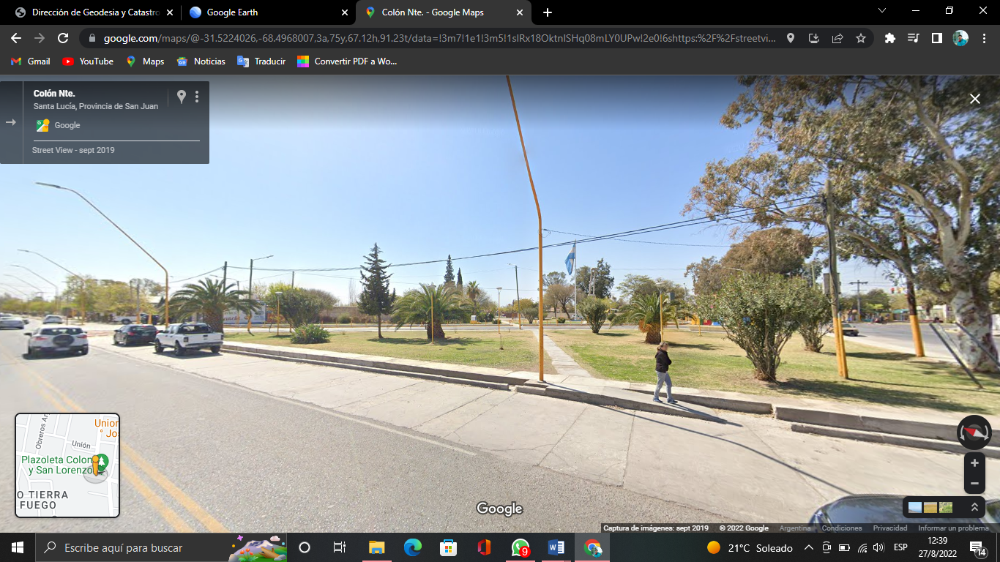 Dirección de Geodesia y Catastro
Google Earth
Colón Nte. - Google Maps
google.com/maps/@-31.5224026,-68.4968007,3a,75y,67.12h,91.23t/data=!3m7!1e1!3m5!1slRx18OktnlSHq08mLY0UPw!2e0!6shttps:%2F%2Fstreetvi...
Gmail
YouTube
Maps
Noticias
Traducir
Convertir PDF a Wo...
Colón Nte.
Santa Lucía, Provincia de San Juan
Google
Street View - sept 2019
Union
Jos
Obreros Ar
Unión
Plazoleta Colon
y San Lorenzo
O TIERRA
FUEGO
Google
Captura de imágenes: sept 2019 © 2022 Google Argentina Condiciones Privacidad Informar un problema
Escribe aquí para buscar
9
21°C Soleado
ESP
12:39
27/8/2022
14